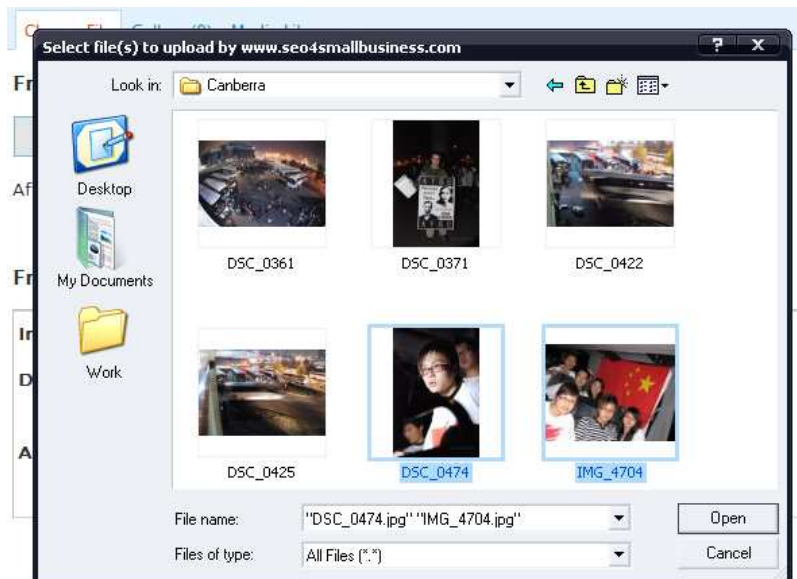 Select file(s) to upload by www.seo4smallbusiness.com
Look in: Canberra
Desktop
My Documents
Work
DSC_0361 DSC_0371 DSC_0422
DSC_0425 DSC_0474 IMG_4704
File name: "DSC_0474.jpg" "IMG_4704.jpg" Open
Files of type: All Files (*.*) Cancel